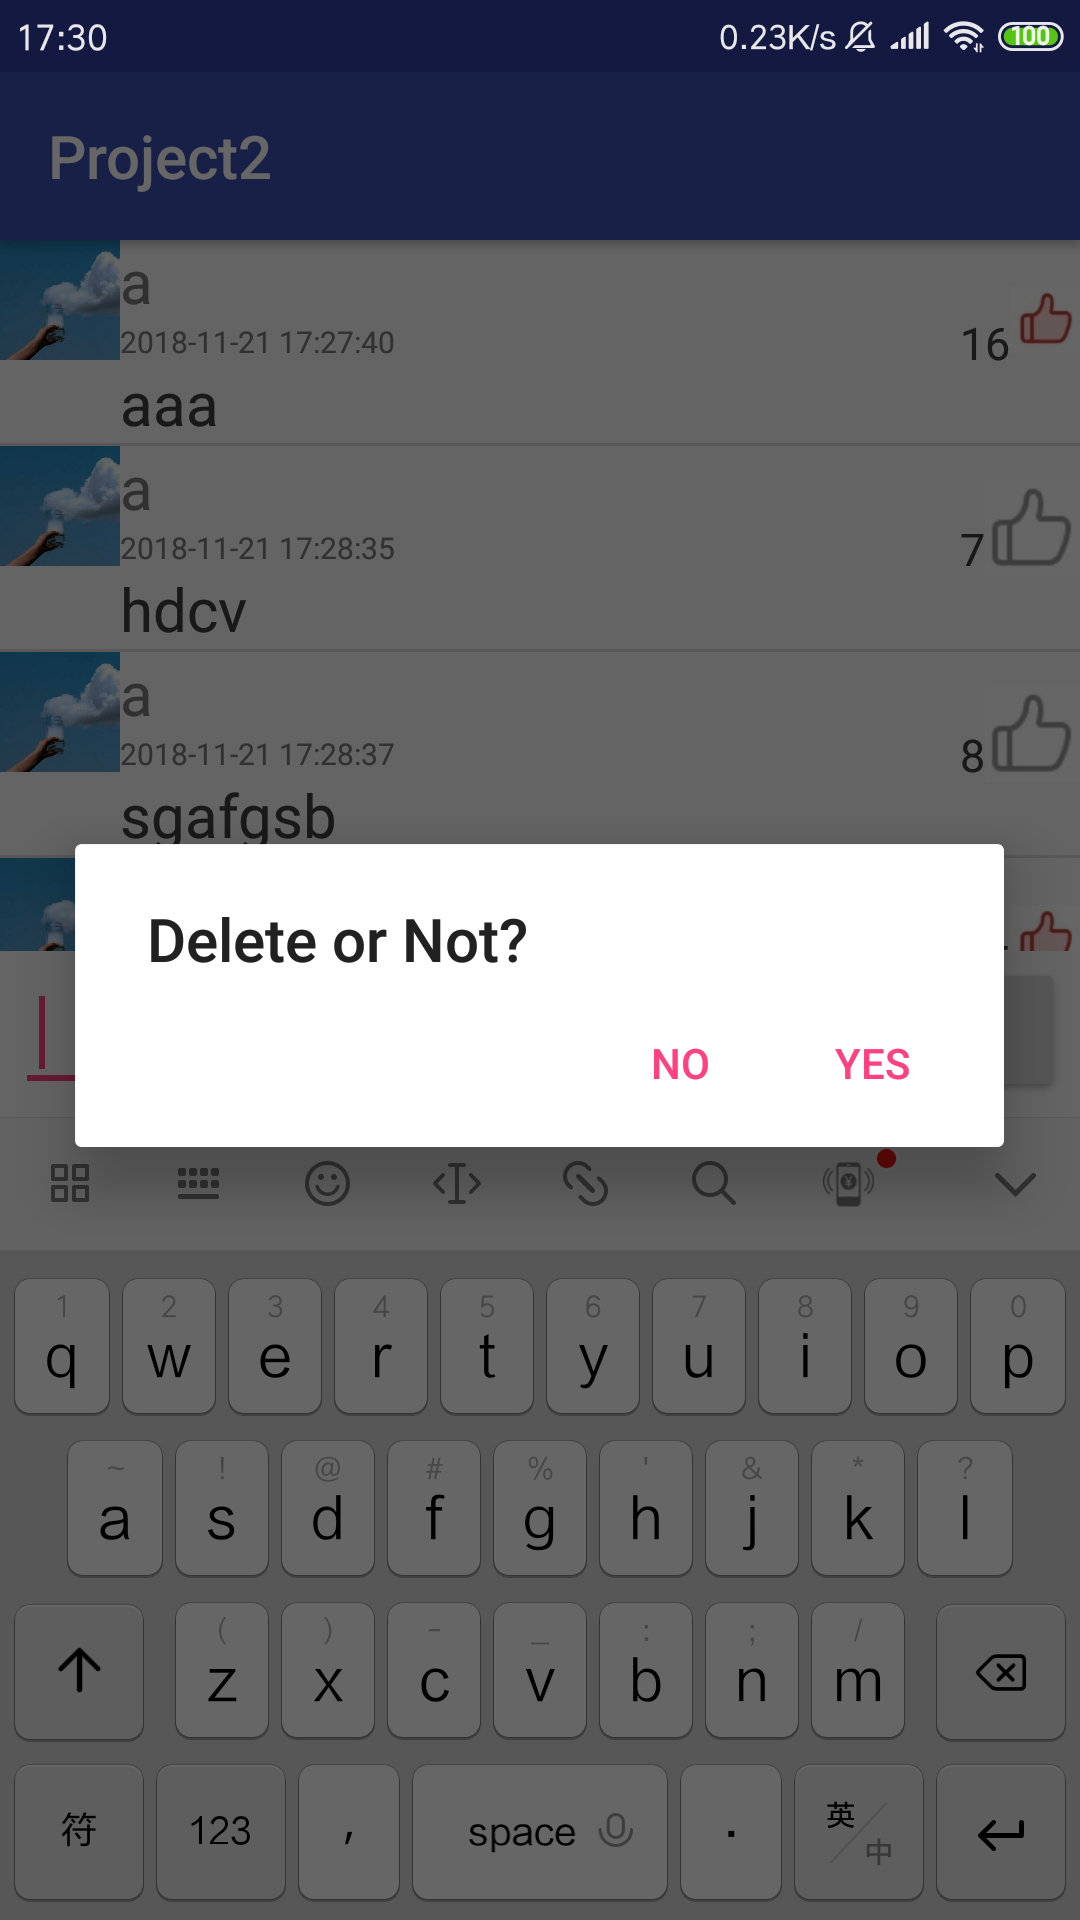 17:30 0.23K/s 100
Project2
a
2018-11-21 17:27:40
16
aaa
a
2018-11-21 17:28:35
7
hdcv
a
2018-11-21 17:28:37
8
sgafgsb
Delete or Not?
NO YES
1 2 3 4 5 6 7 8 9 0
q w e r t y u i o p
~ ! @ # % ' & * ?
a s d f g h j k l
( ) - _ : ; /
z x c v b n m
符 123 , space . 英/中